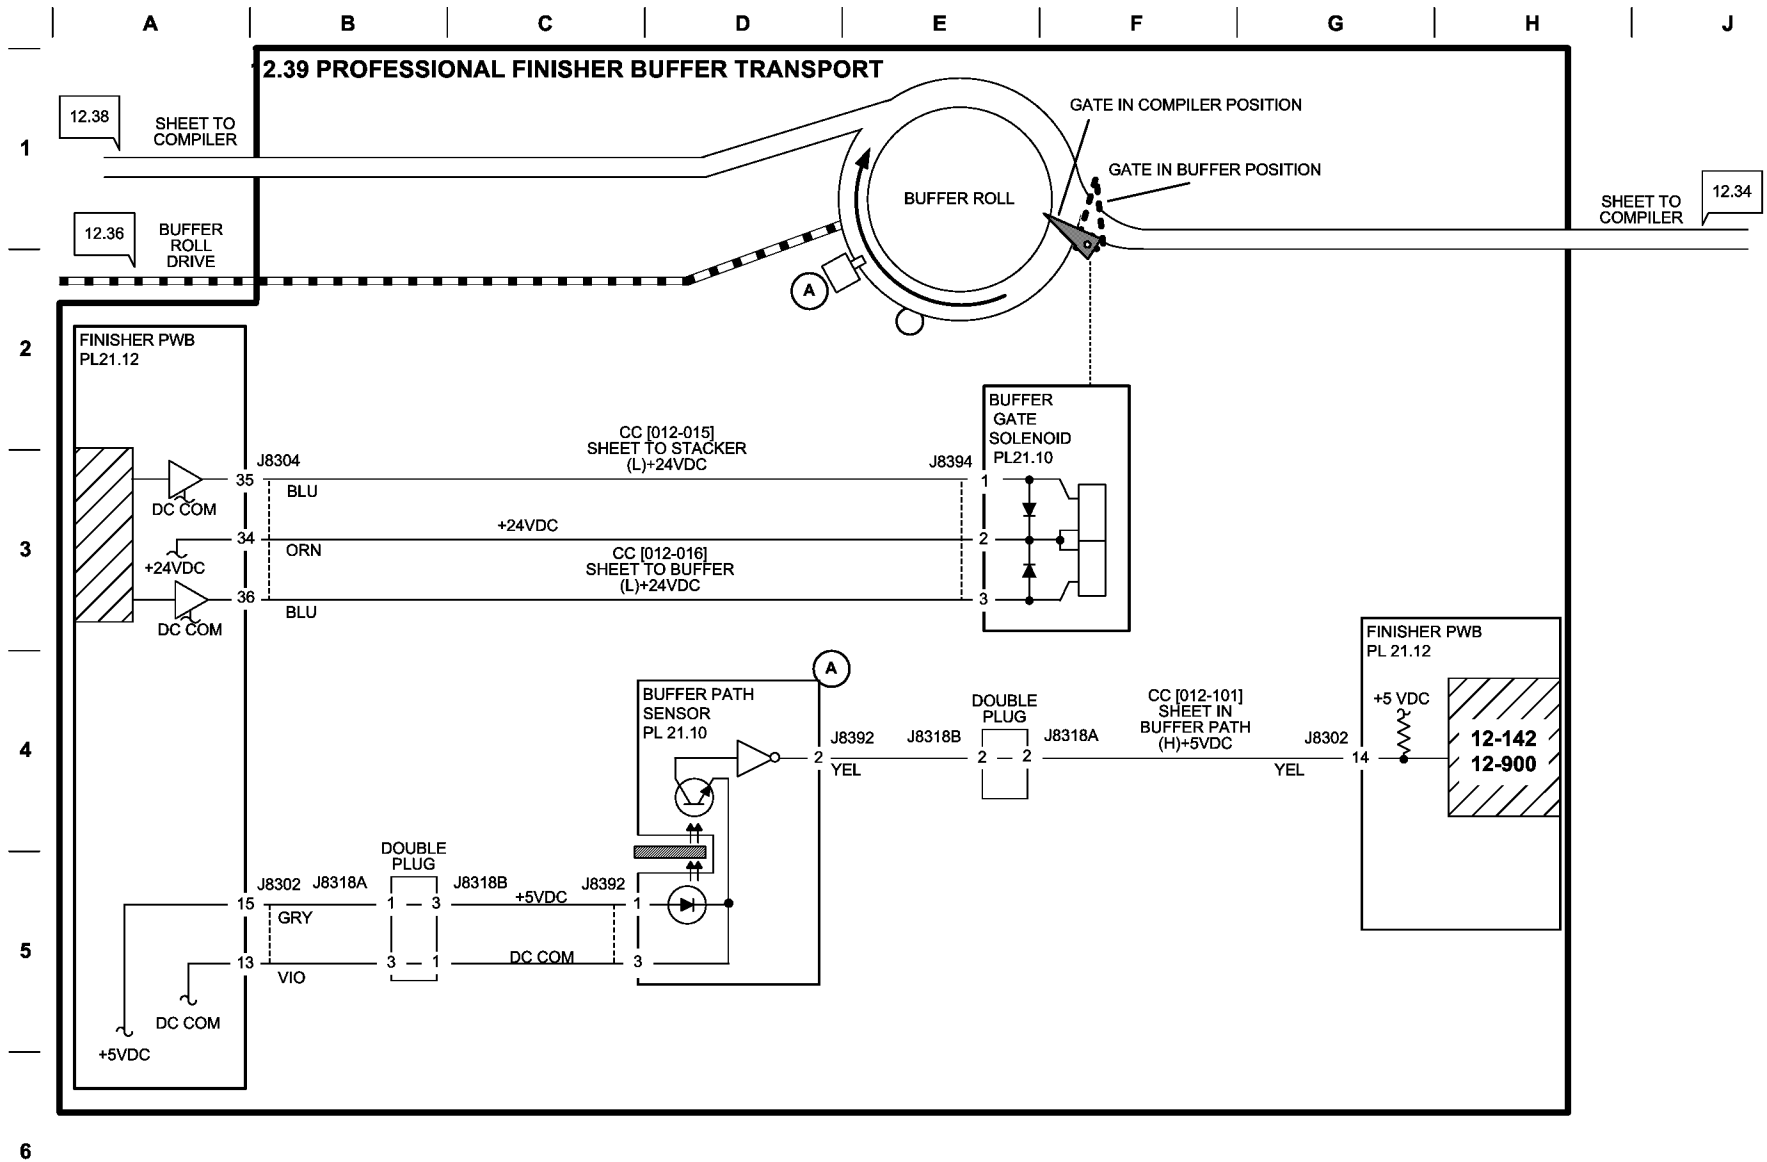 A B C D E F G H J
2.39 PROFESSIONAL FINISHER BUFFER TRANSPORT
1
12.38
SHEET TO
COMPILER
GATE IN COMPILER POSITION
GATE IN BUFFER POSITION
BUFFER ROLL
SHEET TO
COMPILER
12.34
12.36
BUFFER
ROLL
DRIVE
A
2
FINISHER PWB
PL21.12
BUFFER
GATE
SOLENOID
PL21.10
CC [012-015]
SHEET TO STACKER
(L)+24VDC
J8304
J8394
35
BLU
1
DC COM
3
34
ORN
+24VDC
2
+24VDC
CC [012-016]
SHEET TO BUFFER
(L)+24VDC
36
BLU
3
DC COM
FINISHER PWB
PL 21.12
4
A
BUFFER PATH
SENSOR
PL 21.10
2
J8392
YEL
J8318B
DOUBLE
PLUG
2
2
J8318A
CC [012-101]
SHEET IN
BUFFER PATH
(H)+5VDC
J8302
YEL
14
+5 VDC
12-142
12-900
5
J8302
15
GRY
J8318A
DOUBLE
PLUG
1
3
J8318B
+5VDC
J8392
1
13
VIO
3
1
DC COM
3
DC COM
+5VDC
6